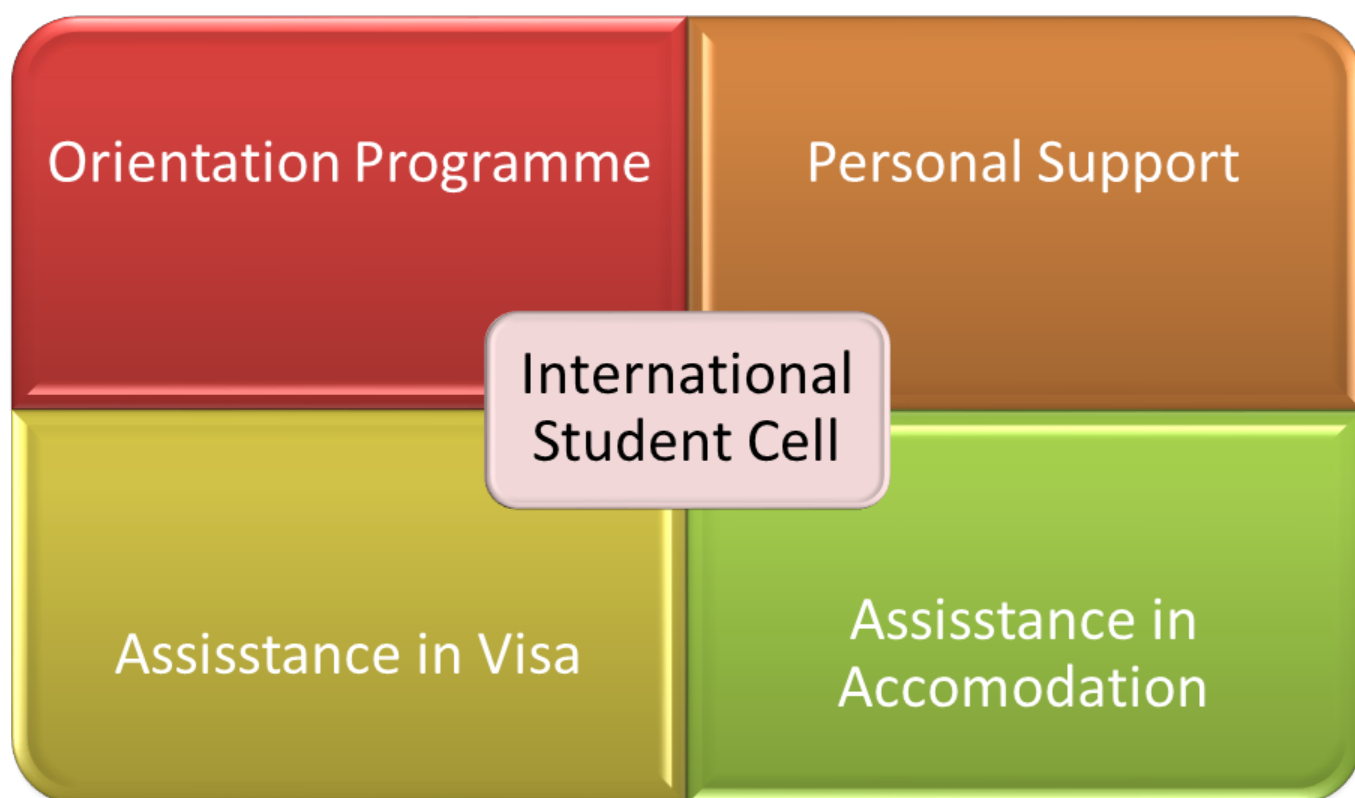 Orientation Programme
Personal Support
International
Student Cell
Assisstance in Visa
Assisstance in
Accomodation